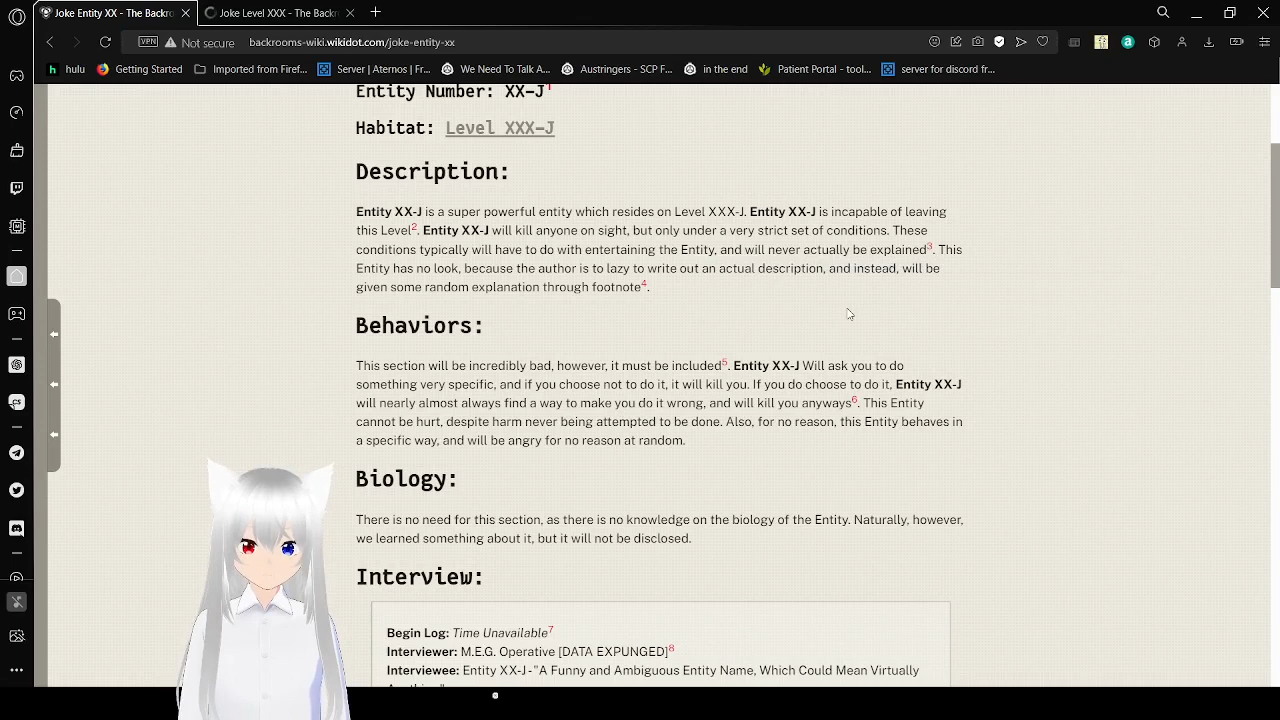 Joke Entity XX - The Backr
Joke Level XXX - The Backro
VPN
Not secure
backrooms-wiki.wikidot.com/joke-entity-xx
hulu
Getting Started
Imported from Firef...
Server | Aternos | Fr...
We Need To Talk A...
Austringers - SCP F...
in the end
Patient Portal - tool...
server for discord fr...
Entity Number: XX-J1
Habitat: Level XXX-J
Description:
Entity XX-J is a super powerful entity which resides on Level XXX-J. Entity XX-J is incapable of leaving
this Level2. Entity XX-J will kill anyone on sight, but only under a very strict set of conditions. These
conditions typically will have to do with entertaining the Entity, and will never actually be explained3. This
Entity has no look, because the author is to lazy to write out an actual description, and instead, will be
given some random explanation through footnote4.
Behaviors:
This section will be incredibly bad, however, it must be included5. Entity XX-J Will ask you to do
something very specific, and if you choose not to do it, it will kill you. If you do choose to do it, Entity XX-J
will nearly almost always find a way to make you do it wrong, and will kill you anyways6. This Entity
cannot be hurt, despite harm never being attempted to be done. Also, for no reason, this Entity behaves in
a specific way, and will be angry for no reason at random.
Biology:
There is no need for this section, as there is no knowledge on the biology of the Entity. Naturally, however,
we learned something about it, but it will not be disclosed.
Interview:
Begin Log: Time Unavailable7
Interviewer: M.E.G. Operative [DATA EXPUNGED]8
Interviewee: Entity XX-J - "A Funny and Ambiguous Entity Name, Which Could Mean Virtually